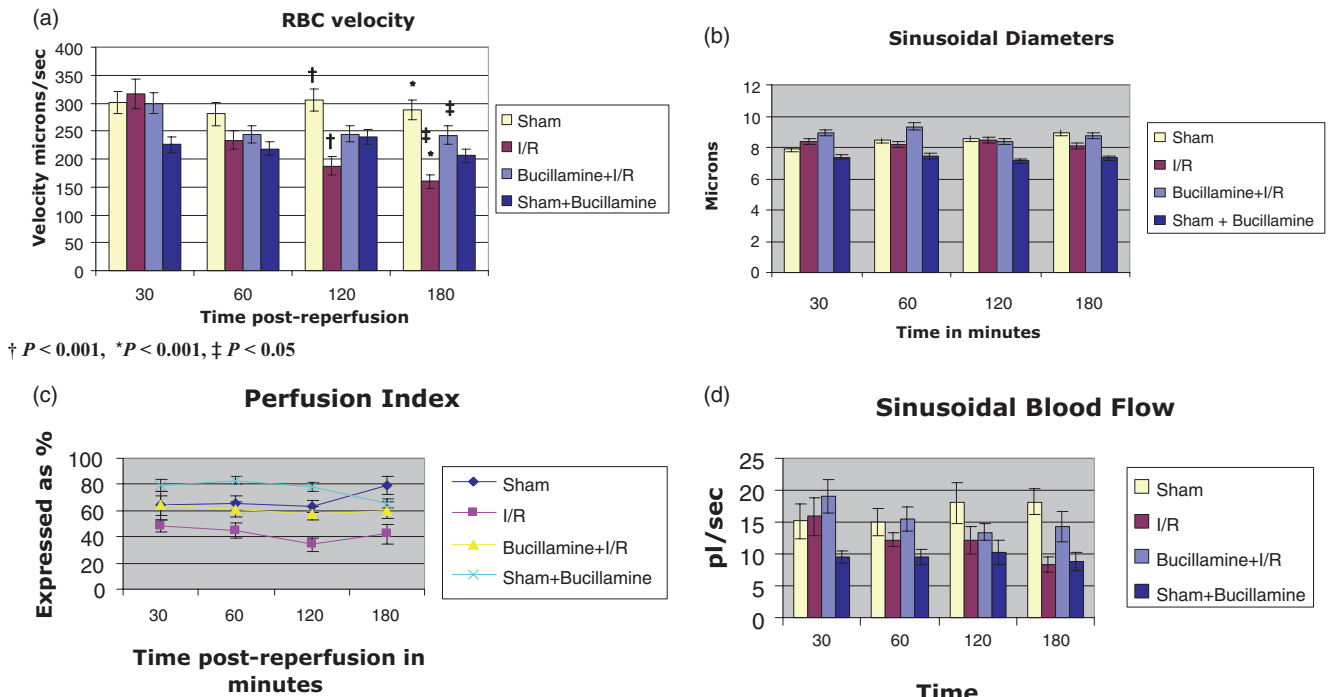 (a)
RBC velocity
Velocity microns/sec
400
350
300
250
200
150
100
50
0
†
†
*
‡
*
‡
30 60 120 180
Time post-reperfusion
Sham
I/R
Bucillamine+I/R
Sham+Bucillamine
† P < 0.001, *P < 0.001, ‡ P < 0.05
(b)
Sinusoidal Diameters
Microns
12
10
8
6
4
2
0
30 60 120 180
Time in minutes
Sham
I/R
Bucillamine+I/R
Sham + Bucillamine
(c)
Perfusion Index
Expressed as %
100
80
60
40
20
0
30 60 120 180
Time post-reperfusion in
minutes
Sham
I/R
Bucillamine+I/R
Sham+Bucillamine
(d)
Sinusoidal Blood Flow
pl/sec
25
20
15
10
5
0
30 60 120 180
Time
Sham
I/R
Bucillamine+I/R
Sham+Bucillamine